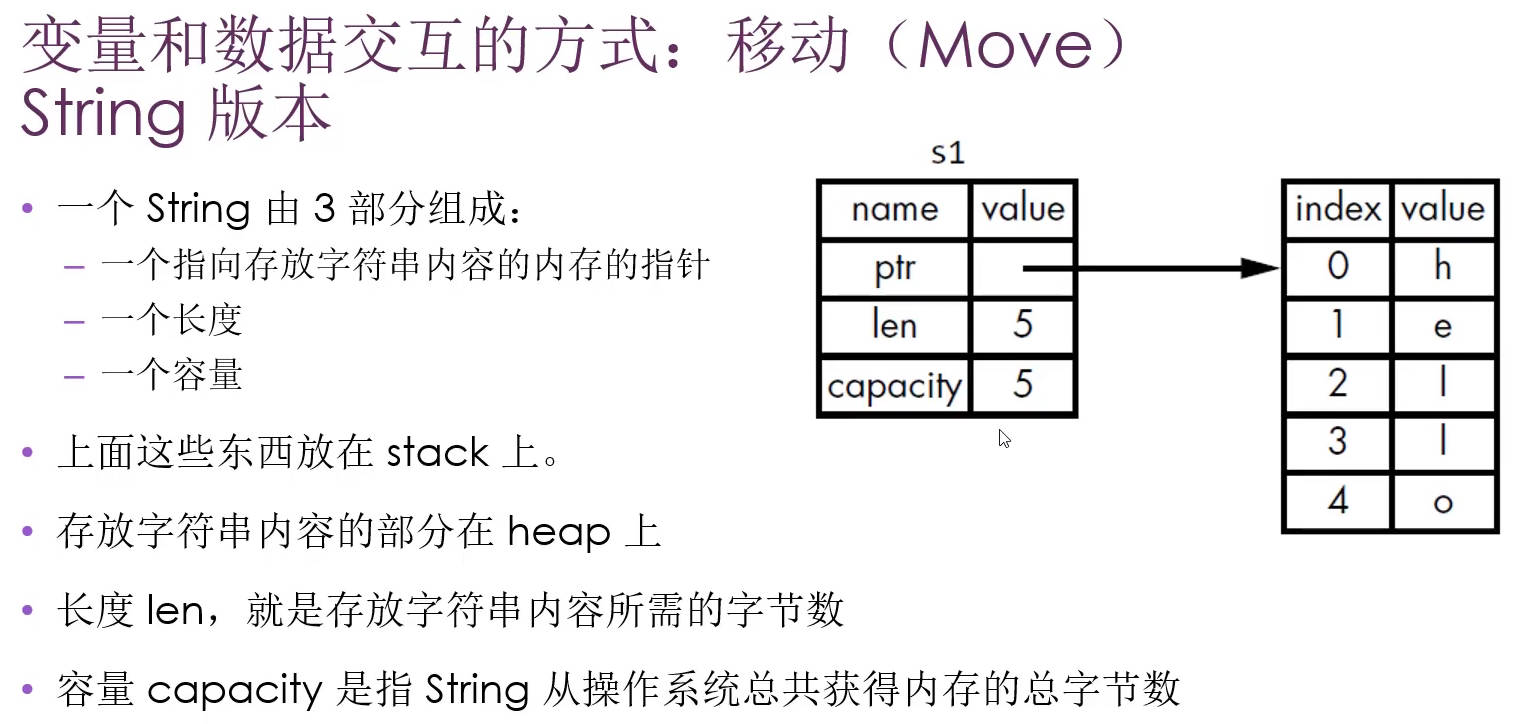 变量和数据交互的方式：移动（Move）
String 版本
• 一个 String 由 3 部分组成：
– 一个指向存放字符串内容的内存的指针
– 一个长度
– 一个容量
• 上面这些东西放在 stack 上。
• 存放字符串内容的部分在 heap 上
• 长度 len，就是存放字符串内容所需的字节数
• 容量 capacity 是指 String 从操作系统总共获得内存的总字节数
s1
name value
ptr
len 5
capacity 5
index value
0 h
1 e
2 l
3 l
4 o